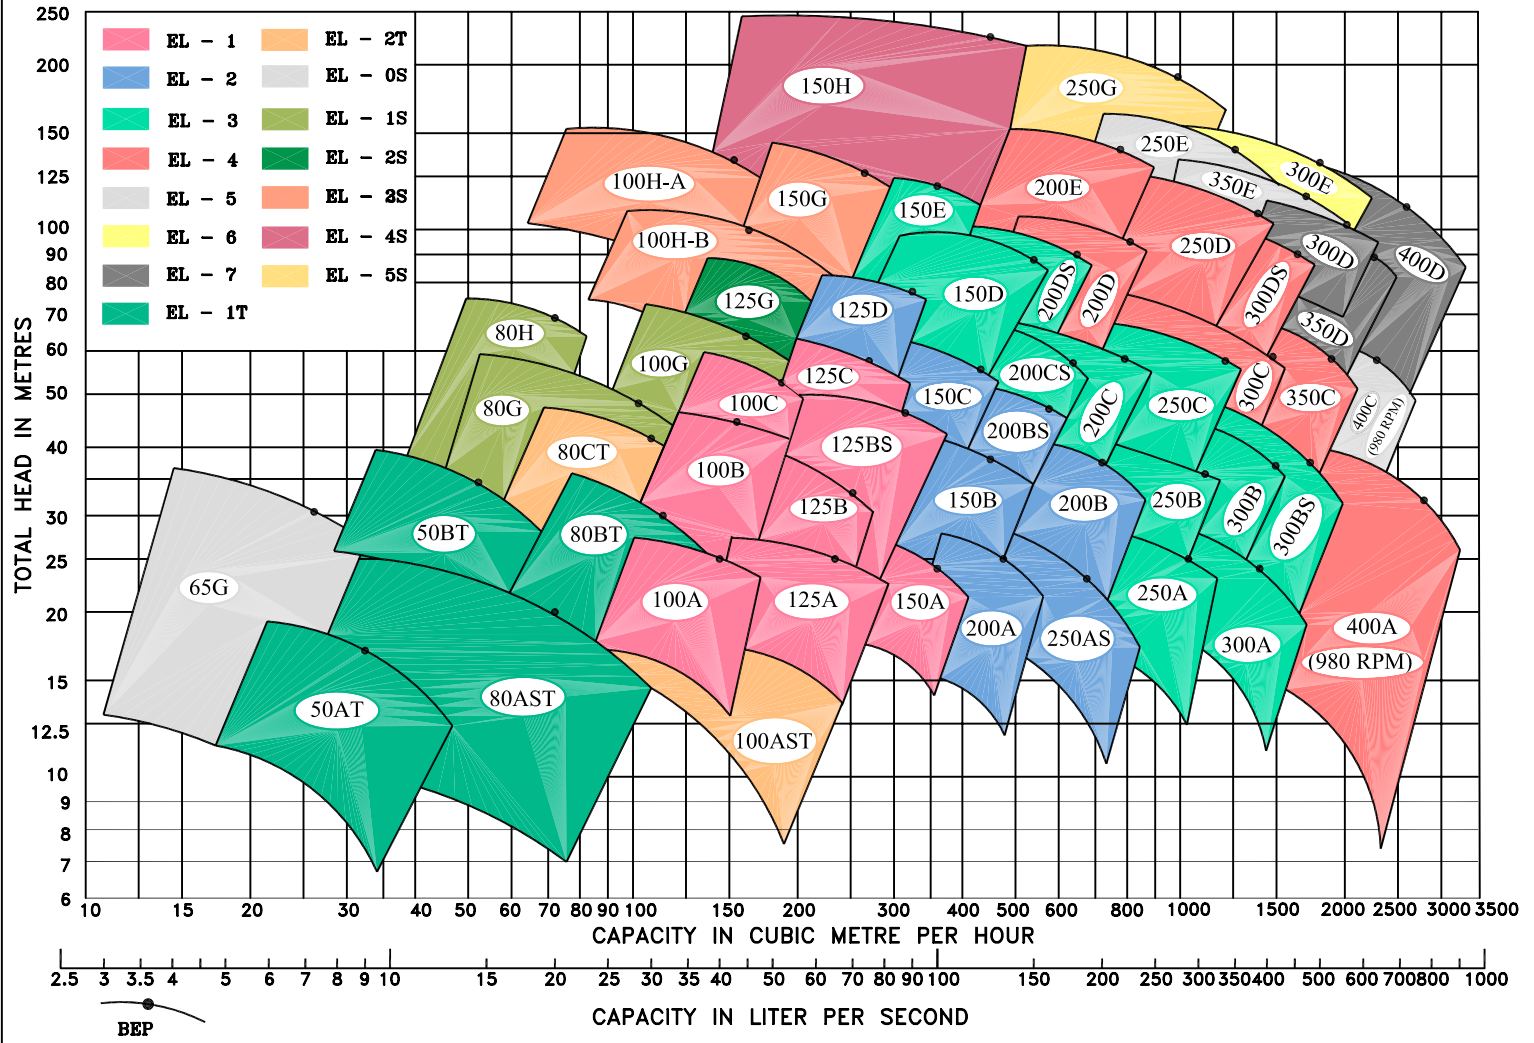 250
200
150
125
100
90
80
70
60
50
40
30
25
20
15
12.5
10
9
8
7
6
TOTAL HEAD IN METRES
EL - 1
EL - 2
EL - 3
EL - 4
EL - 5
EL - 6
EL - 7
EL - 1T
EL - 2T
EL - 0S
EL - 1S
EL - 2S
EL - 3S
EL - 4S
EL - 5S
150H
250G
250E
300E
100H-A
150G
150E
200E
350E
100H-B
250D
300D
400D
125G
125D
150D
200DS
200D
300DS
350D
80H
100G
125C
200CS
300C
350C
400C
(980 RPM)
80G
100C
150C
200BS
200C
250C
80CT
100B
125BS
125B
150B
200B
250B
300B
300BS
50BT
80BT
65G
100A
125A
150A
200A
250AS
250A
300A
400A
(980 RPM)
50AT
80AST
100AST
10 15 20 30 40 50 60 70 80 90 100 150 200 300 400 500 600 800 1000 1500 2000 2500 3000 3500
CAPACITY IN CUBIC METRE PER HOUR
2.5 3 3.5 4 5 6 7 8 9 10 15 20 25 30 35 40 50 60 70 80 90 100 150 200 250 300 350 400 500 600 700 800 1000
BEP
CAPACITY IN LITER PER SECOND